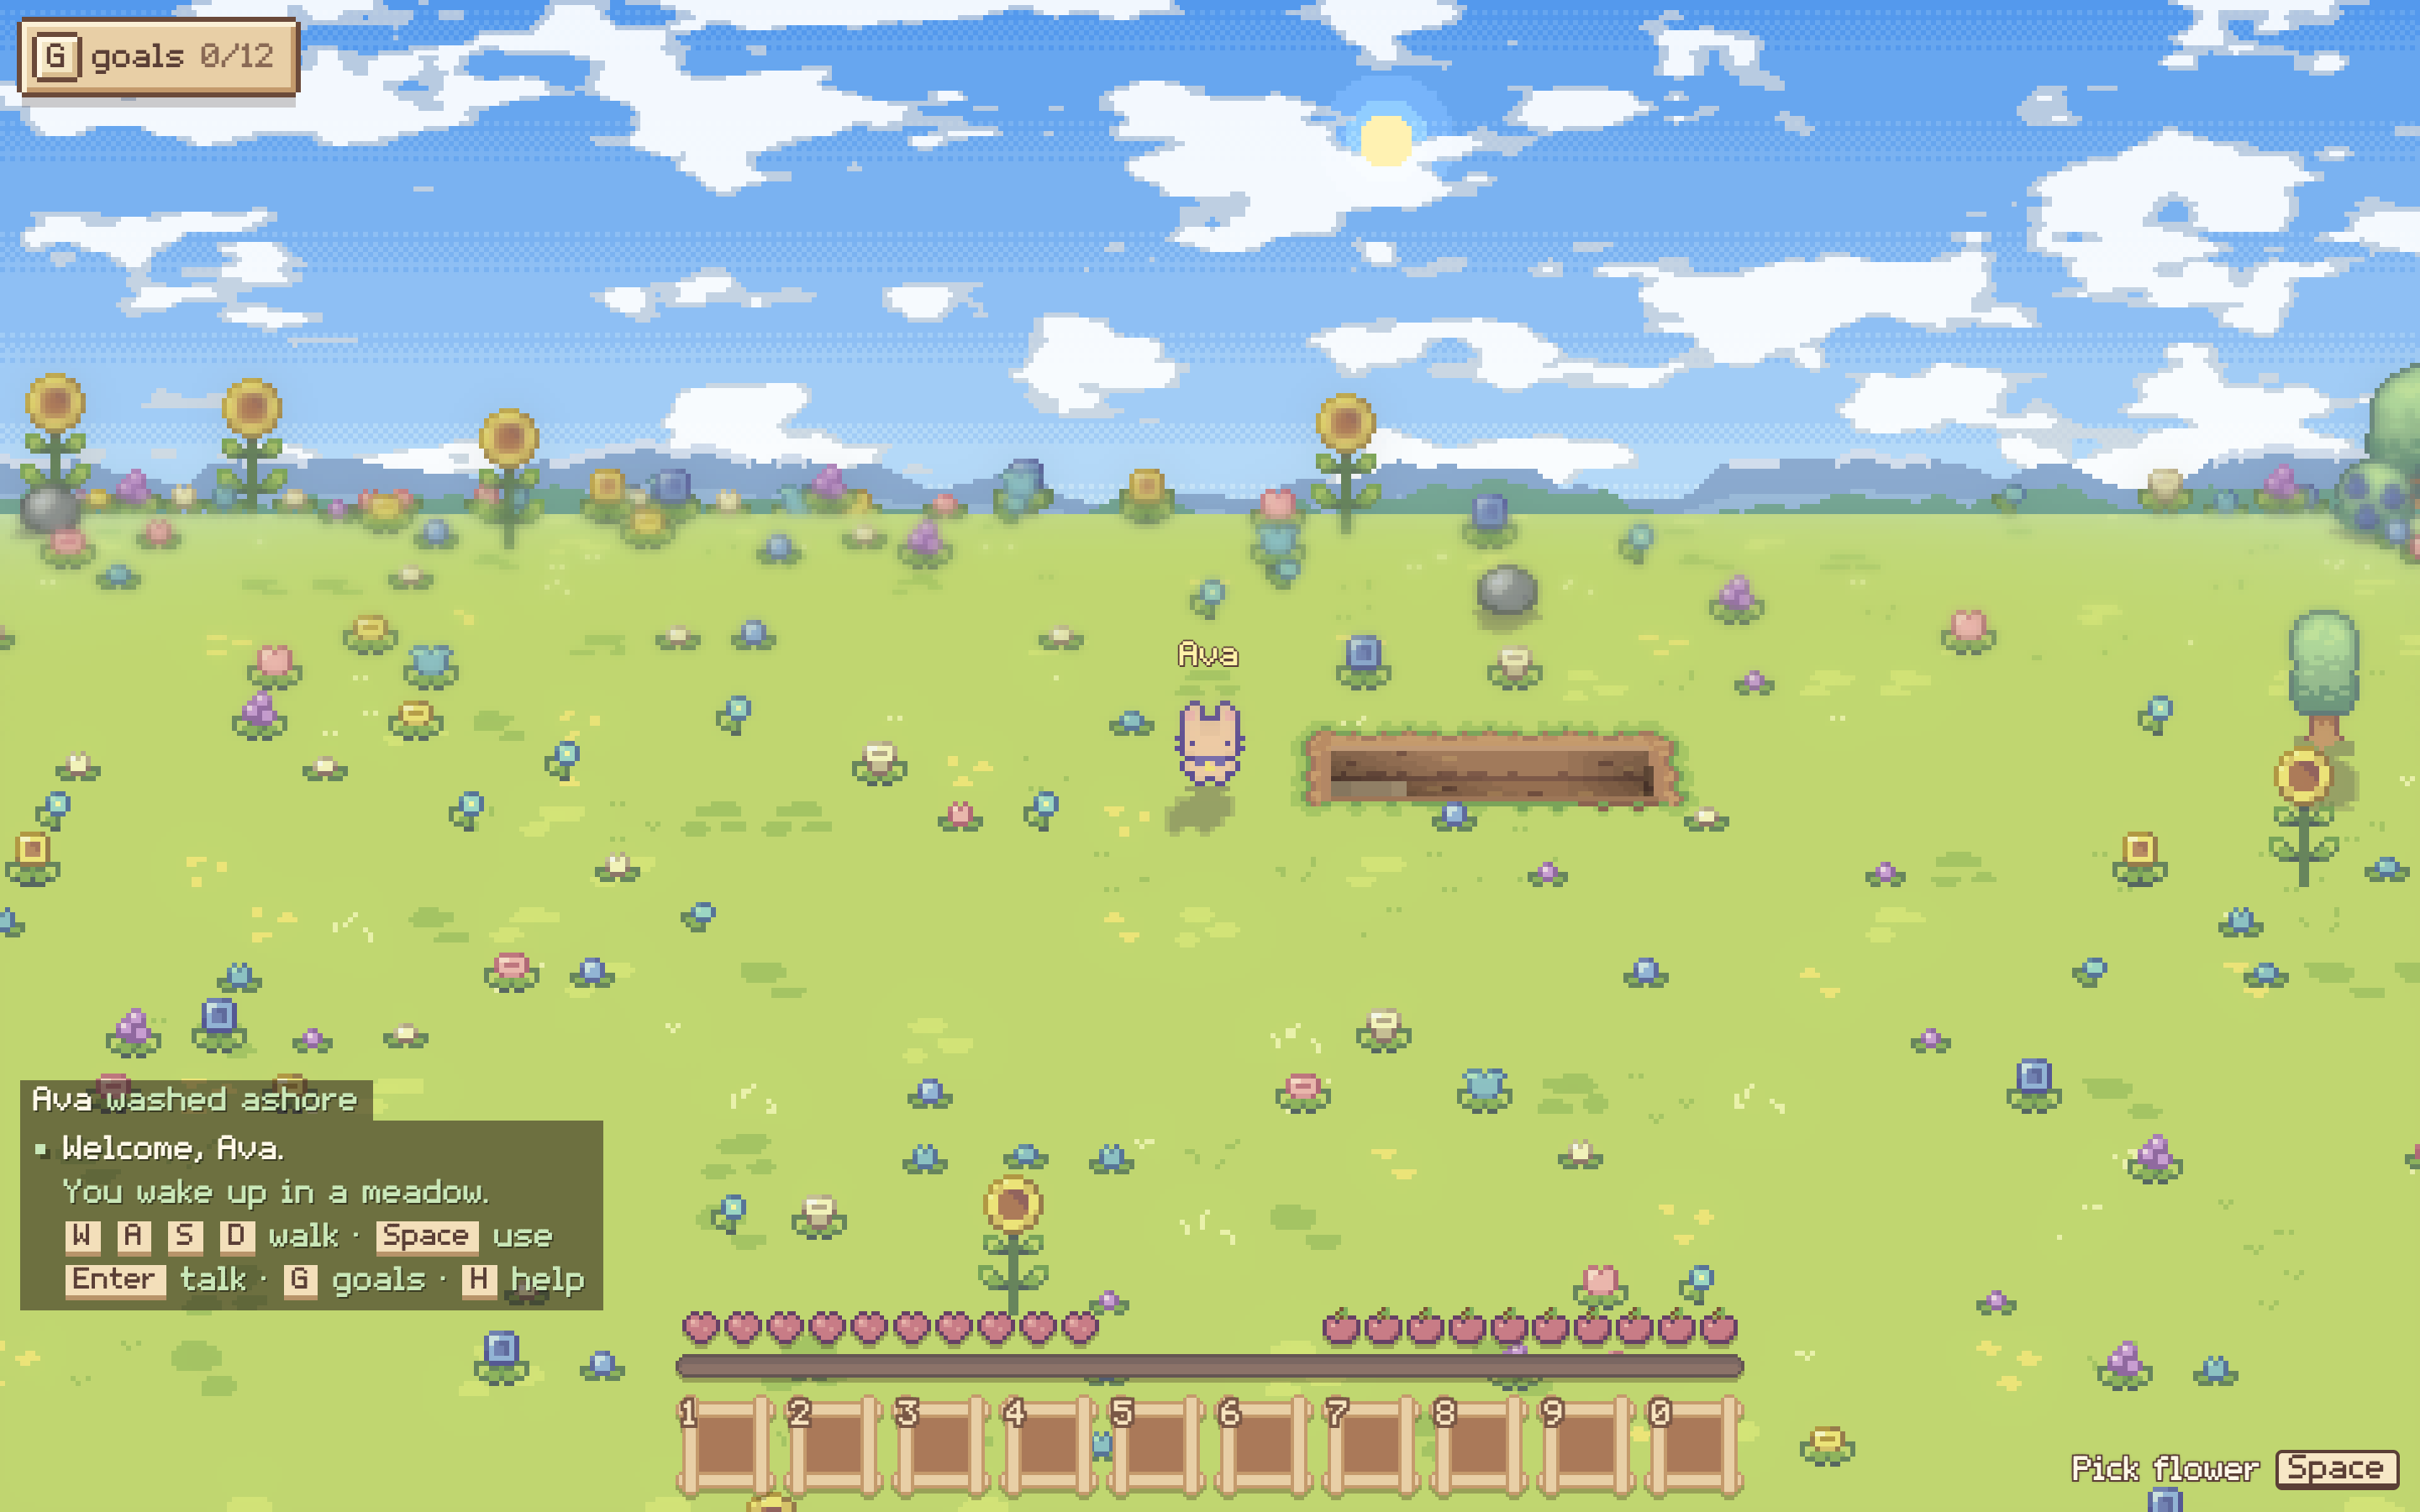 G goals 0/12
Ava
Ava washed ashore
Welcome, Ava.
You wake up in a meadow.
W A S D walk · Space use
Enter talk · G goals · H help
1 2 3 4 5 6 7 8 9 0
Pick flower Space